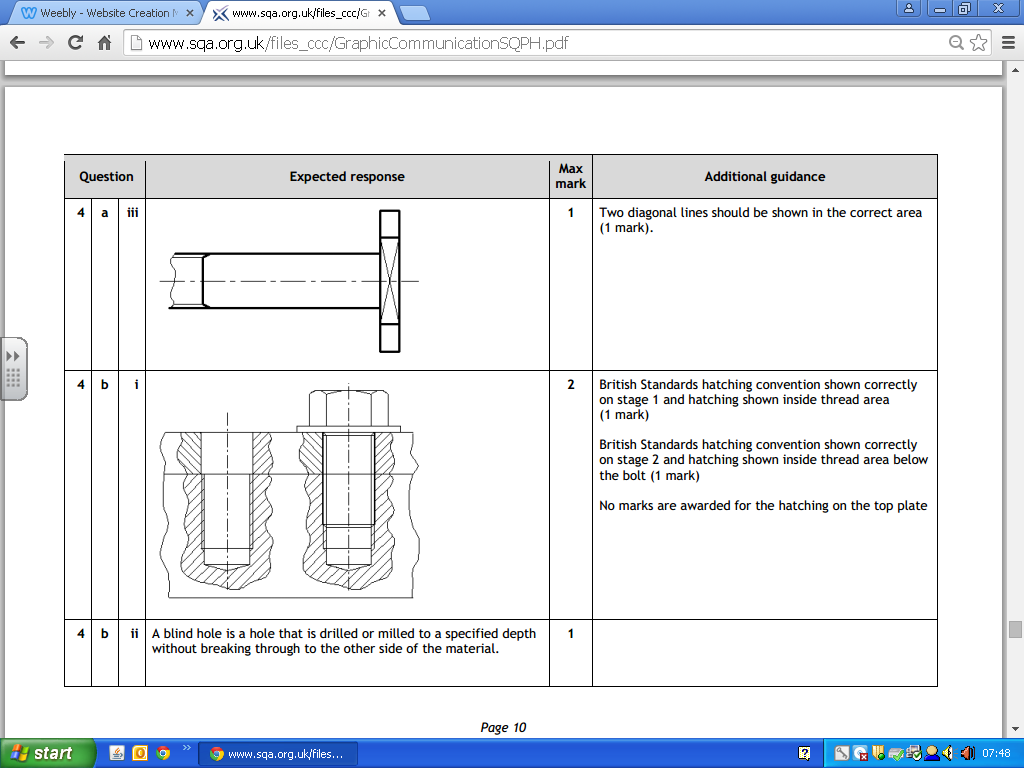 Weebly - Website Creation M
www.sqa.org.uk/files_ccc/Gr
www.sqa.org.uk/files_ccc/GraphicCommunicationSQPH.pdf
Question Expected response Max mark Additional guidance
4 a iii 1 Two diagonal lines should be shown in the correct area
(1 mark).
4 b i 2 British Standards hatching convention shown correctly
on stage 1 and hatching shown inside thread area
(1 mark)
British Standards hatching convention shown correctly
on stage 2 and hatching shown inside thread area below
the bolt (1 mark)
No marks are awarded for the hatching on the top plate
4 b ii A blind hole is a hole that is drilled or milled to a specified depth 1
without breaking through to the other side of the material.
Page 10
start
www.sqa.org.uk/files...
07:48